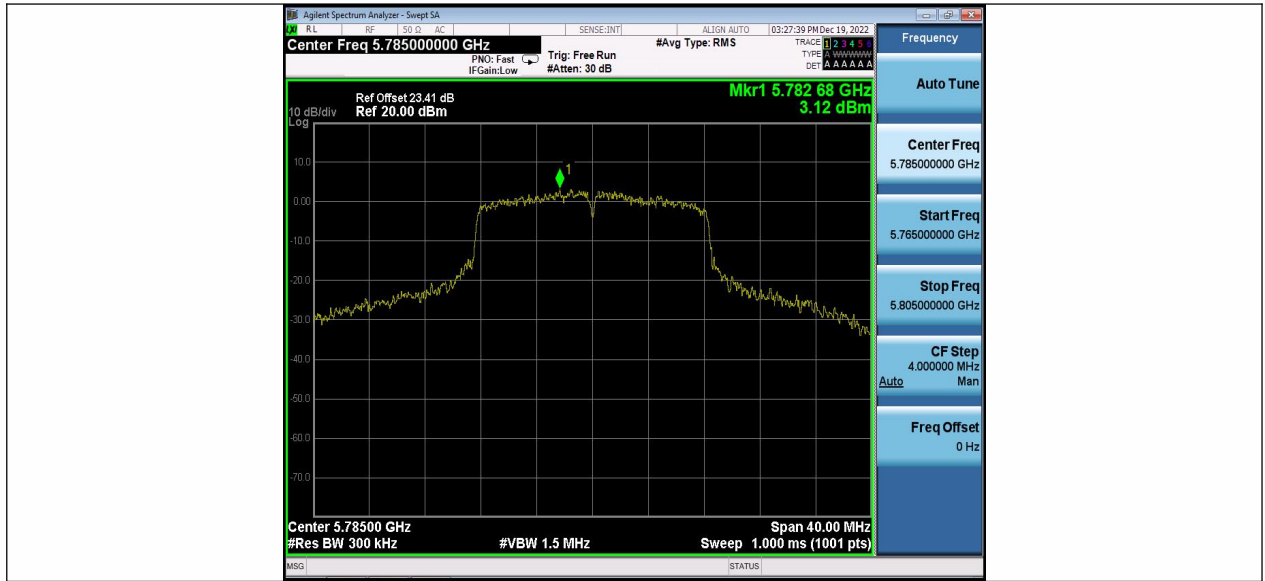 Agilent Spectrum Analyzer - Swept SA
RL RF 50 Ω AC SENSE:INT ALIGN AUTO 03:27:39 PM Dec 19, 2022
Center Freq 5.785000000 GHz
PNO: Fast
IFGain:Low
Trig: Free Run
#Atten: 30 dB
#Avg Type: RMS
TRACE 1 2 3 4 5 6
TYPE A WWWWW
DET A A A A A A
Frequency
Ref Offset 23.41 dB
10 dB/div Ref 20.00 dBm
Log
Mkr1 5.782 68 GHz
3.12 dBm
1
10.0
0.00
-10.0
-20.0
-30.0
-40.0
-50.0
-60.0
-70.0
Center 5.78500 GHz Span 40.00 MHz
#Res BW 300 kHz #VBW 1.5 MHz Sweep 1.000 ms (1001 pts)
MSG STATUS
Auto Tune
Center Freq
5.785000000 GHz
Start Freq
5.765000000 GHz
Stop Freq
5.805000000 GHz
CF Step
4.000000 MHz
Auto Man
Freq Offset
0 Hz